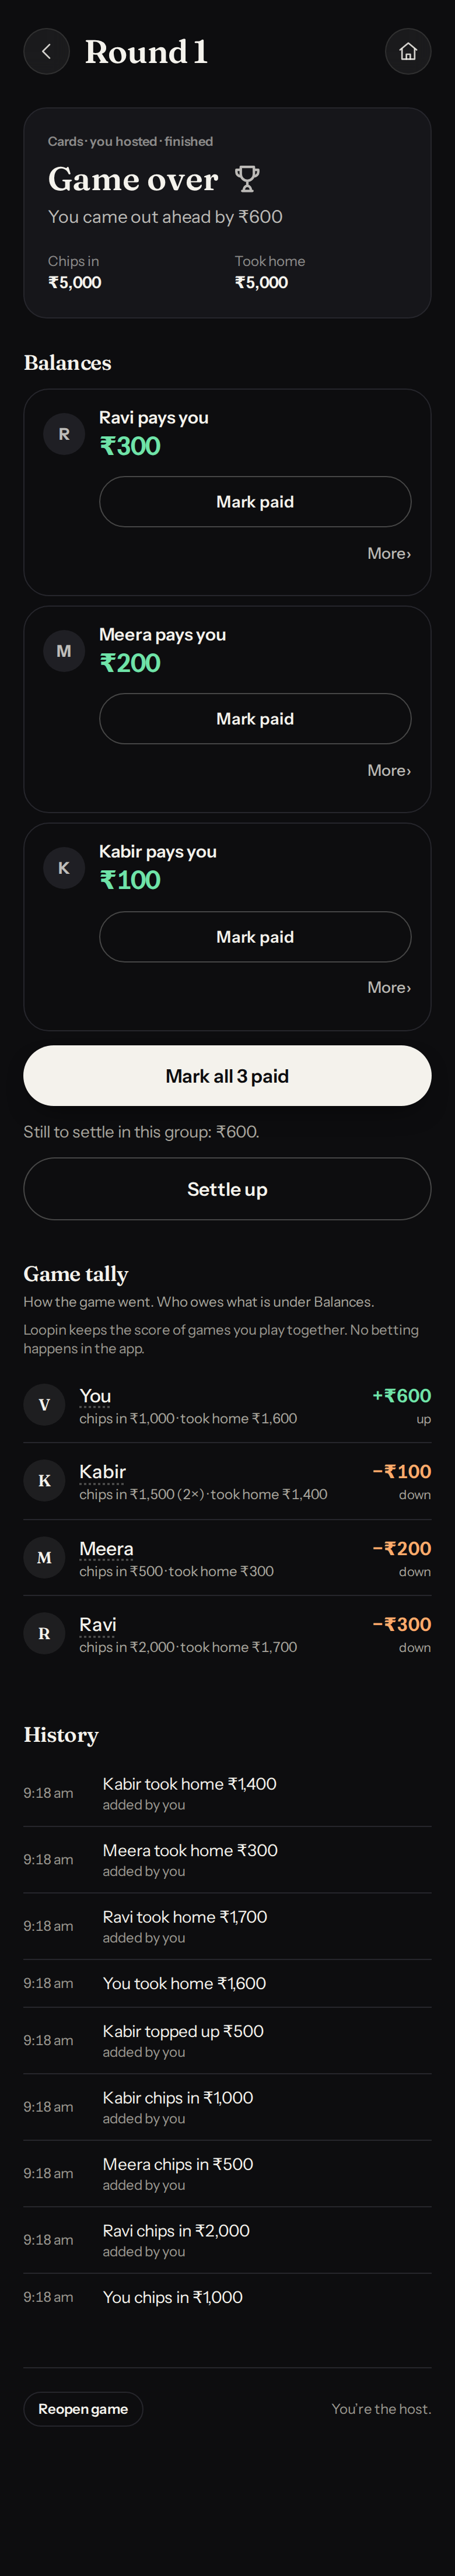 Round 1
Cards · you hosted · finished
Game over
You came out ahead by ₹600
Chips in
Took home
₹5,000
₹5,000
Balances
R
Ravi pays you
₹300
Mark paid
More›
M
Meera pays you
₹200
Mark paid
More›
K
Kabir pays you
₹100
Mark paid
More›
Mark all 3 paid
Still to settle in this group: ₹600.
Settle up
Game tally
How the game went. Who owes what is under Balances.
Loopin keeps the score of games you play together. No betting
happens in the app.
V
You
+₹600
chips in ₹1,000 · took home ₹1,600
up
K
Kabir
−₹100
chips in ₹1,500 (2×) · took home ₹1,400
down
M
Meera
−₹200
chips in ₹500 · took home ₹300
down
R
Ravi
−₹300
chips in ₹2,000 · took home ₹1,700
down
History
9:18 am
Kabir took home ₹1,400
added by you
9:18 am
Meera took home ₹300
added by you
9:18 am
Ravi took home ₹1,700
added by you
9:18 am
You took home ₹1,600
9:18 am
Kabir topped up ₹500
added by you
9:18 am
Kabir chips in ₹1,000
added by you
9:18 am
Meera chips in ₹500
added by you
9:18 am
Ravi chips in ₹2,000
added by you
9:18 am
You chips in ₹1,000
Reopen game
You're the host.